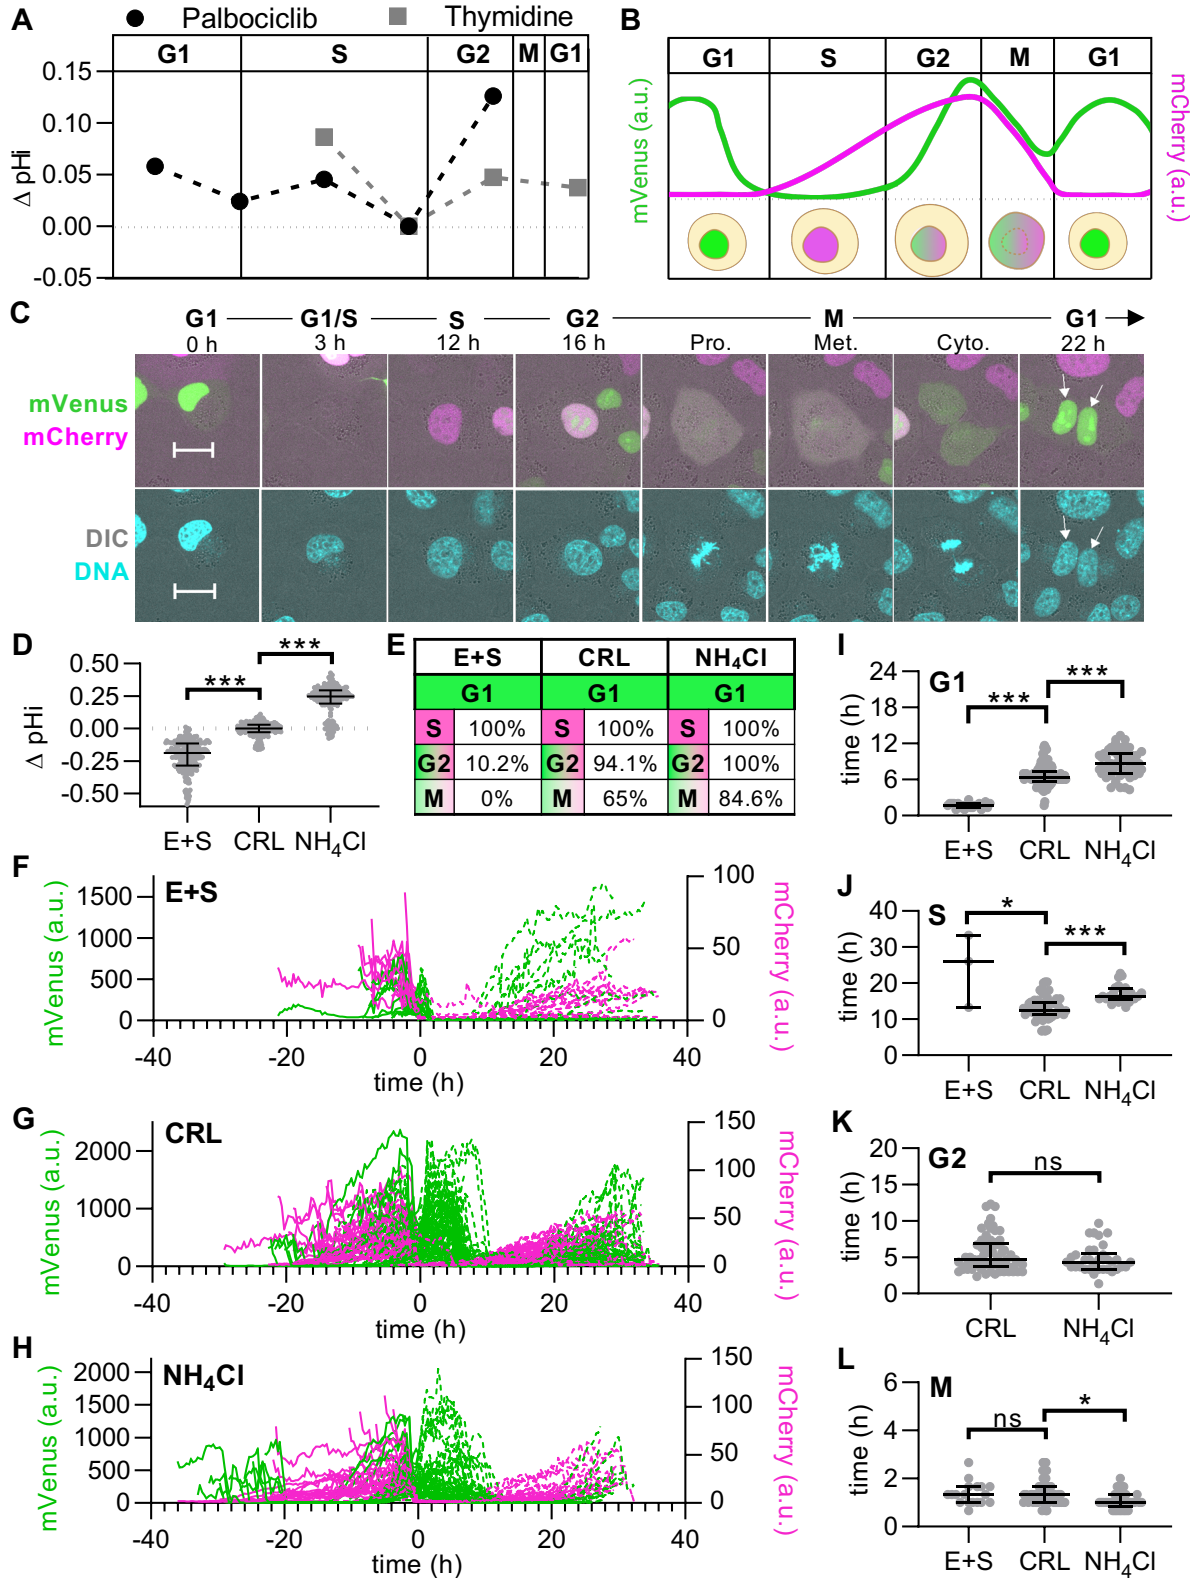 A
Palbociclib
Thymidine
G1 S G2 M G1
0.15
0.10
0.05
0.00
-0.05
Δ pHi
B
G1 S G2 M G1
mVenus (a.u.)
mCherry (a.u.)
C
G1 G1/S S G2 M G1
0 h 3 h 12 h 16 h Pro. Met. Cyto. 22 h
mVenus
mCherry
DIC
DNA
D
0.50
0.25
0.00
-0.25
-0.50
Δ pHi
*** ***
E+S CRL NH₄Cl
E
E+S CRL NH₄Cl
G1 G1 G1
S 100% S 100% S 100%
G2 10.2% G2 94.1% G2 100%
M 0% M 65% M 84.6%
F
E+S
mVenus (a.u.)
1500
1000
500
0
100
50
0
mCherry (a.u.)
-40 -20 0 20 40
time (h)
G
CRL
mVenus (a.u.)
2000
1000
0
150
100
50
0
mCherry (a.u.)
-40 -20 0 20 40
time (h)
H
NH₄Cl
mVenus (a.u.)
2000
1500
1000
500
0
150
100
50
0
mCherry (a.u.)
-40 -20 0 20 40
time (h)
I
G1
time (h)
24
18
12
6
0
*** ***
E+S CRL NH₄Cl
J
S
time (h)
40
30
20
10
0
* ***
E+S CRL NH₄Cl
K
G2
time (h)
20
15
10
5
0
ns
CRL NH₄Cl
L
M
time (h)
6
4
2
0
ns *
E+S CRL NH₄Cl